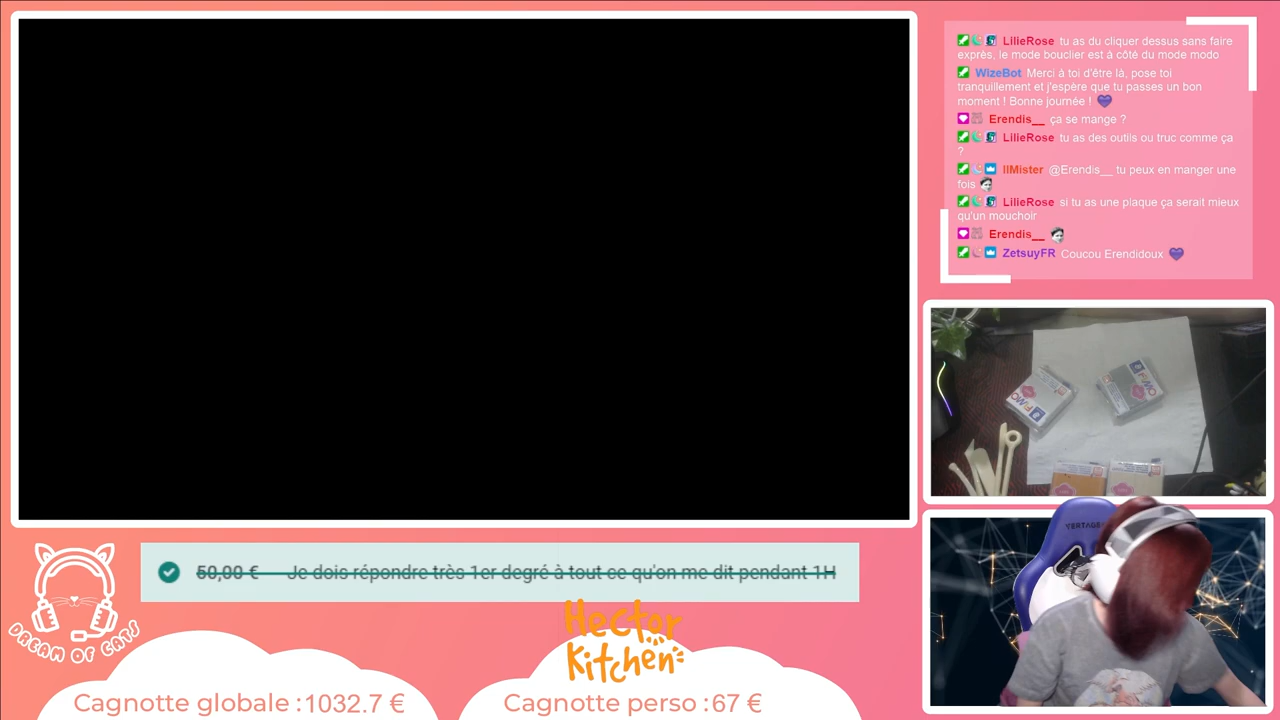 LilieRose tu as du cliquer dessus sans faire
exprès, le mode bouclier est à côté du mode modo
WizeBot Merci à toi d'être là, pose toi
tranquillement et j'espère que tu passes un bon
moment ! Bonne journée !
Erendis__ ça se mange ?
LilieRose tu as des outils ou truc comme ça
?
IlMister @Erendis__ tu peux en manger une
fois
LilieRose si tu as une plaque ça serait mieux
qu'un mouchoir
Erendis__
ZetsuyFR Coucou Erendidoux
FIMO
FIMO
50,00 € Je dois répondre très 1er degré à tout ce qu'on me dit pendant 1H
DREAM OF CATS
Hector
Kitchen
Cagnotte globale : 1032.7 €
Cagnotte perso : 67 €